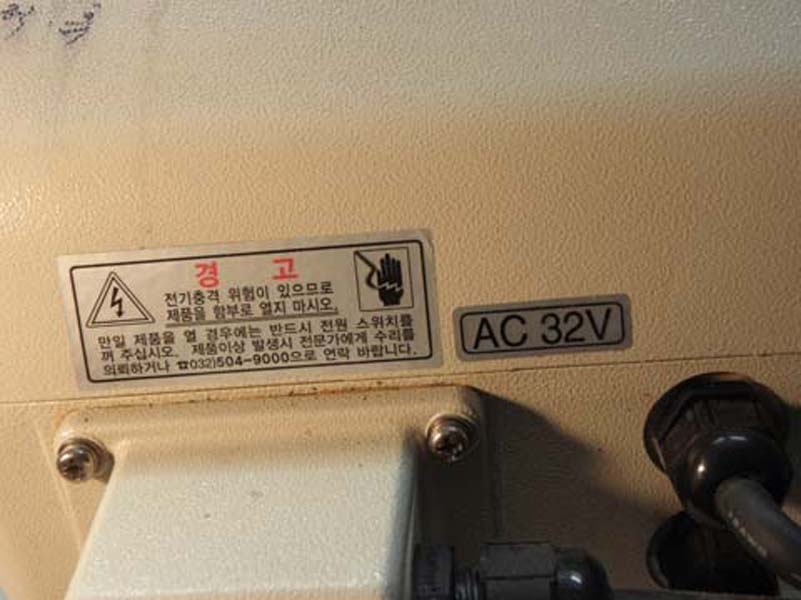 경 고
전기충격 위험이 있으므로
제품을 함부로 열지 마시오.
만일 제품을 열 경우에는 반드시 전원 스위치를
꺼 주십시오. 제품이상 발생시 전문가에게 수리를
의뢰하거나 ☎032)504-9000으로 연락 바랍니다.
AC 32V